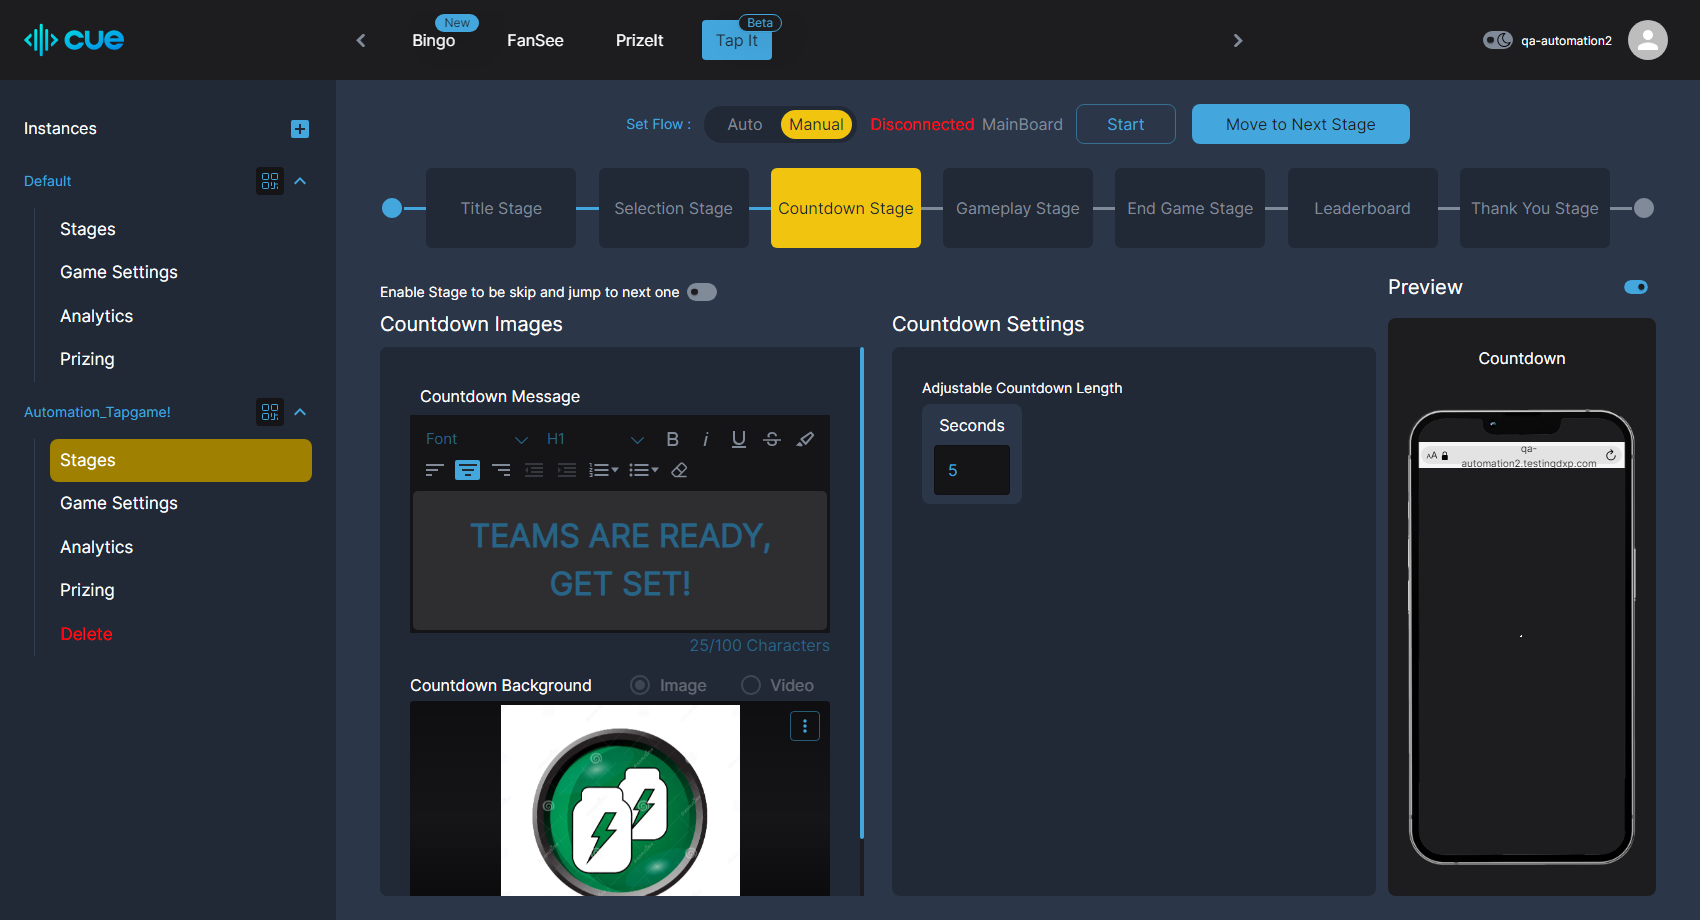 cue
Bingo
New
FanSee
PrizeIt
Tap It
Beta
qa-automation2
Instances
Default
Stages
Game Settings
Analytics
Prizing
Automation_Tapgame!
Stages
Game Settings
Analytics
Prizing
Delete
Set Flow :
Auto
Manual
Disconnected MainBoard
Start
Move to Next Stage
Title Stage
Selection Stage
Countdown Stage
Gameplay Stage
End Game Stage
Leaderboard
Thank You Stage
Enable Stage to be skip and jump to next one
Countdown Images
Countdown Message
Font
H1
B i U S
TEAMS ARE READY,
GET SET!
25/100 Characters
Countdown Background
Image
Video
Countdown Settings
Adjustable Countdown Length
Seconds
5
Preview
Countdown
AA
qa-
automation2.testingdxp.com